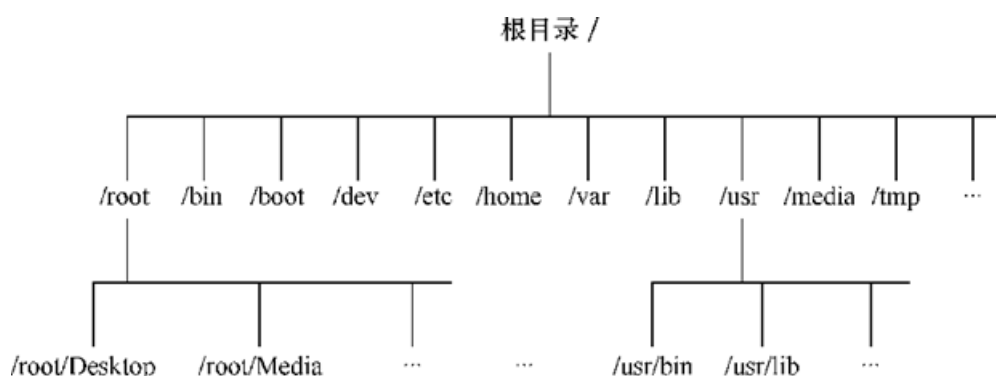 根目录 /
/root /bin /boot /dev /etc /home /var /lib /usr /media /tmp ...
/root/Desktop /root/Media ... ... /usr/bin /usr/lib ...